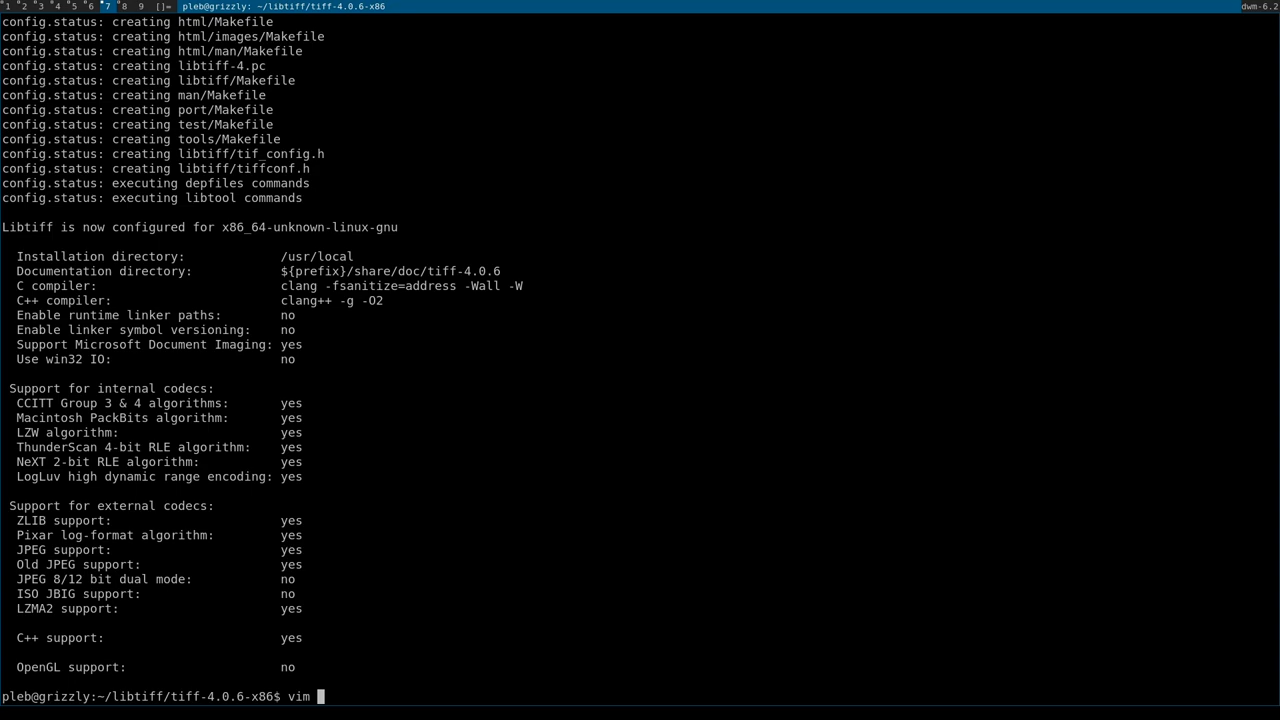 1 2 3 4 5 6 7 8 9 []= pleb@grizzly: ~/libtiff/tiff-4.0.6-x86 dwm-6.2
config.status: creating html/Makefile
config.status: creating html/images/Makefile
config.status: creating html/man/Makefile
config.status: creating libtiff-4.pc
config.status: creating libtiff/Makefile
config.status: creating man/Makefile
config.status: creating port/Makefile
config.status: creating test/Makefile
config.status: creating tools/Makefile
config.status: creating libtiff/tif_config.h
config.status: creating libtiff/tiffconf.h
config.status: executing depfiles commands
config.status: executing libtool commands
Libtiff is now configured for x86_64-unknown-linux-gnu
Installation directory: /usr/local
Documentation directory: ${prefix}/share/doc/tiff-4.0.6
C compiler: clang -fsanitize=address -Wall -W
C++ compiler: clang++ -g -O2
Enable runtime linker paths: no
Enable linker symbol versioning: no
Support Microsoft Document Imaging: yes
Use win32 IO: no
Support for internal codecs:
CCITT Group 3 & 4 algorithms: yes
Macintosh PackBits algorithm: yes
LZW algorithm: yes
ThunderScan 4-bit RLE algorithm: yes
NeXT 2-bit RLE algorithm: yes
LogLuv high dynamic range encoding: yes
Support for external codecs:
ZLIB support: yes
Pixar log-format algorithm: yes
JPEG support: yes
Old JPEG support: yes
JPEG 8/12 bit dual mode: no
ISO JBIG support: no
LZMA2 support: yes
C++ support: yes
OpenGL support: no
pleb@grizzly:~/libtiff/tiff-4.0.6-x86$ vim